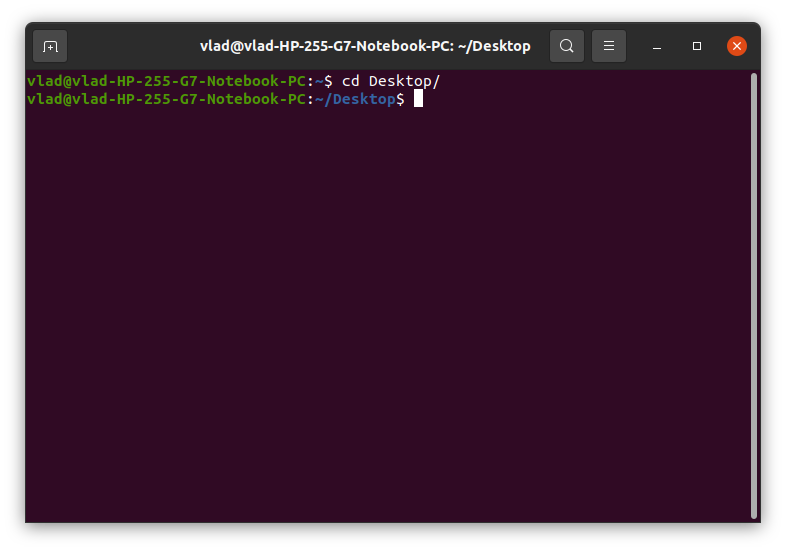 vlad@vlad-HP-255-G7-Notebook-PC: ~/Desktop
vlad@vlad-HP-255-G7-Notebook-PC:~$ cd Desktop/
vlad@vlad-HP-255-G7-Notebook-PC:~/Desktop$